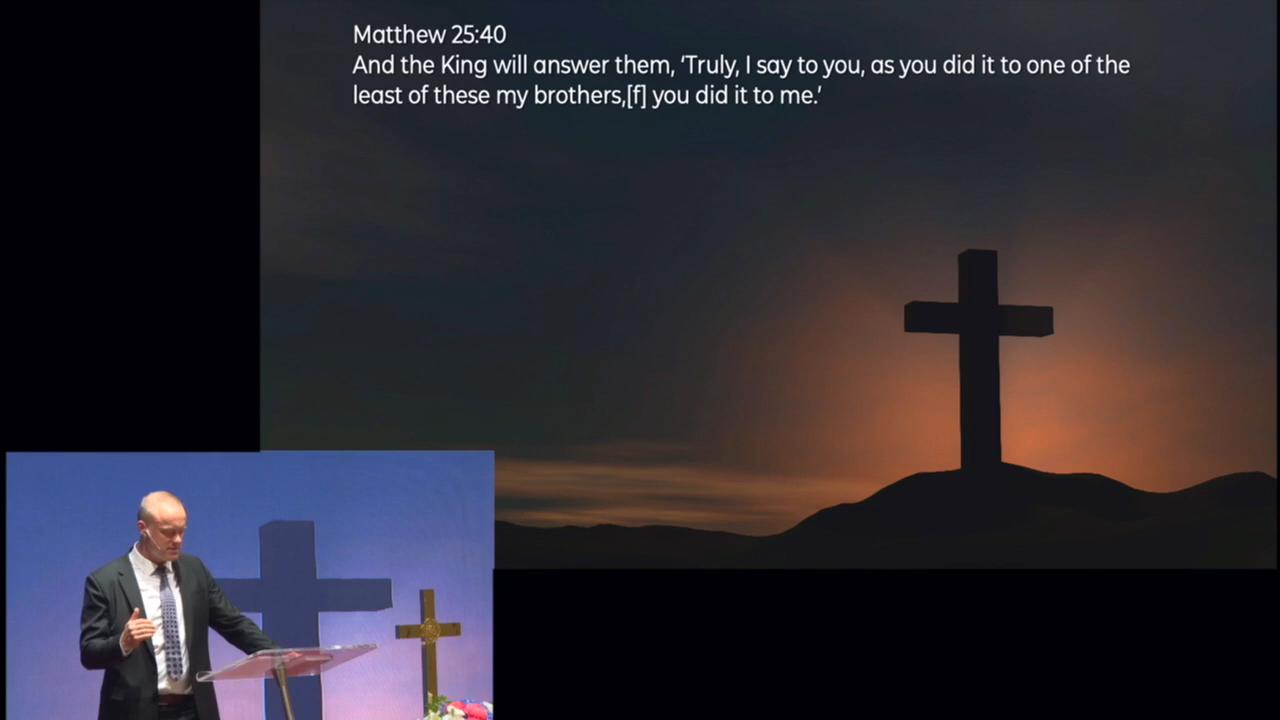 Matthew 25:40
And the King will answer them, ‘Truly, I say to you, as you did it to one of the
least of these my brothers,[f] you did it to me.’